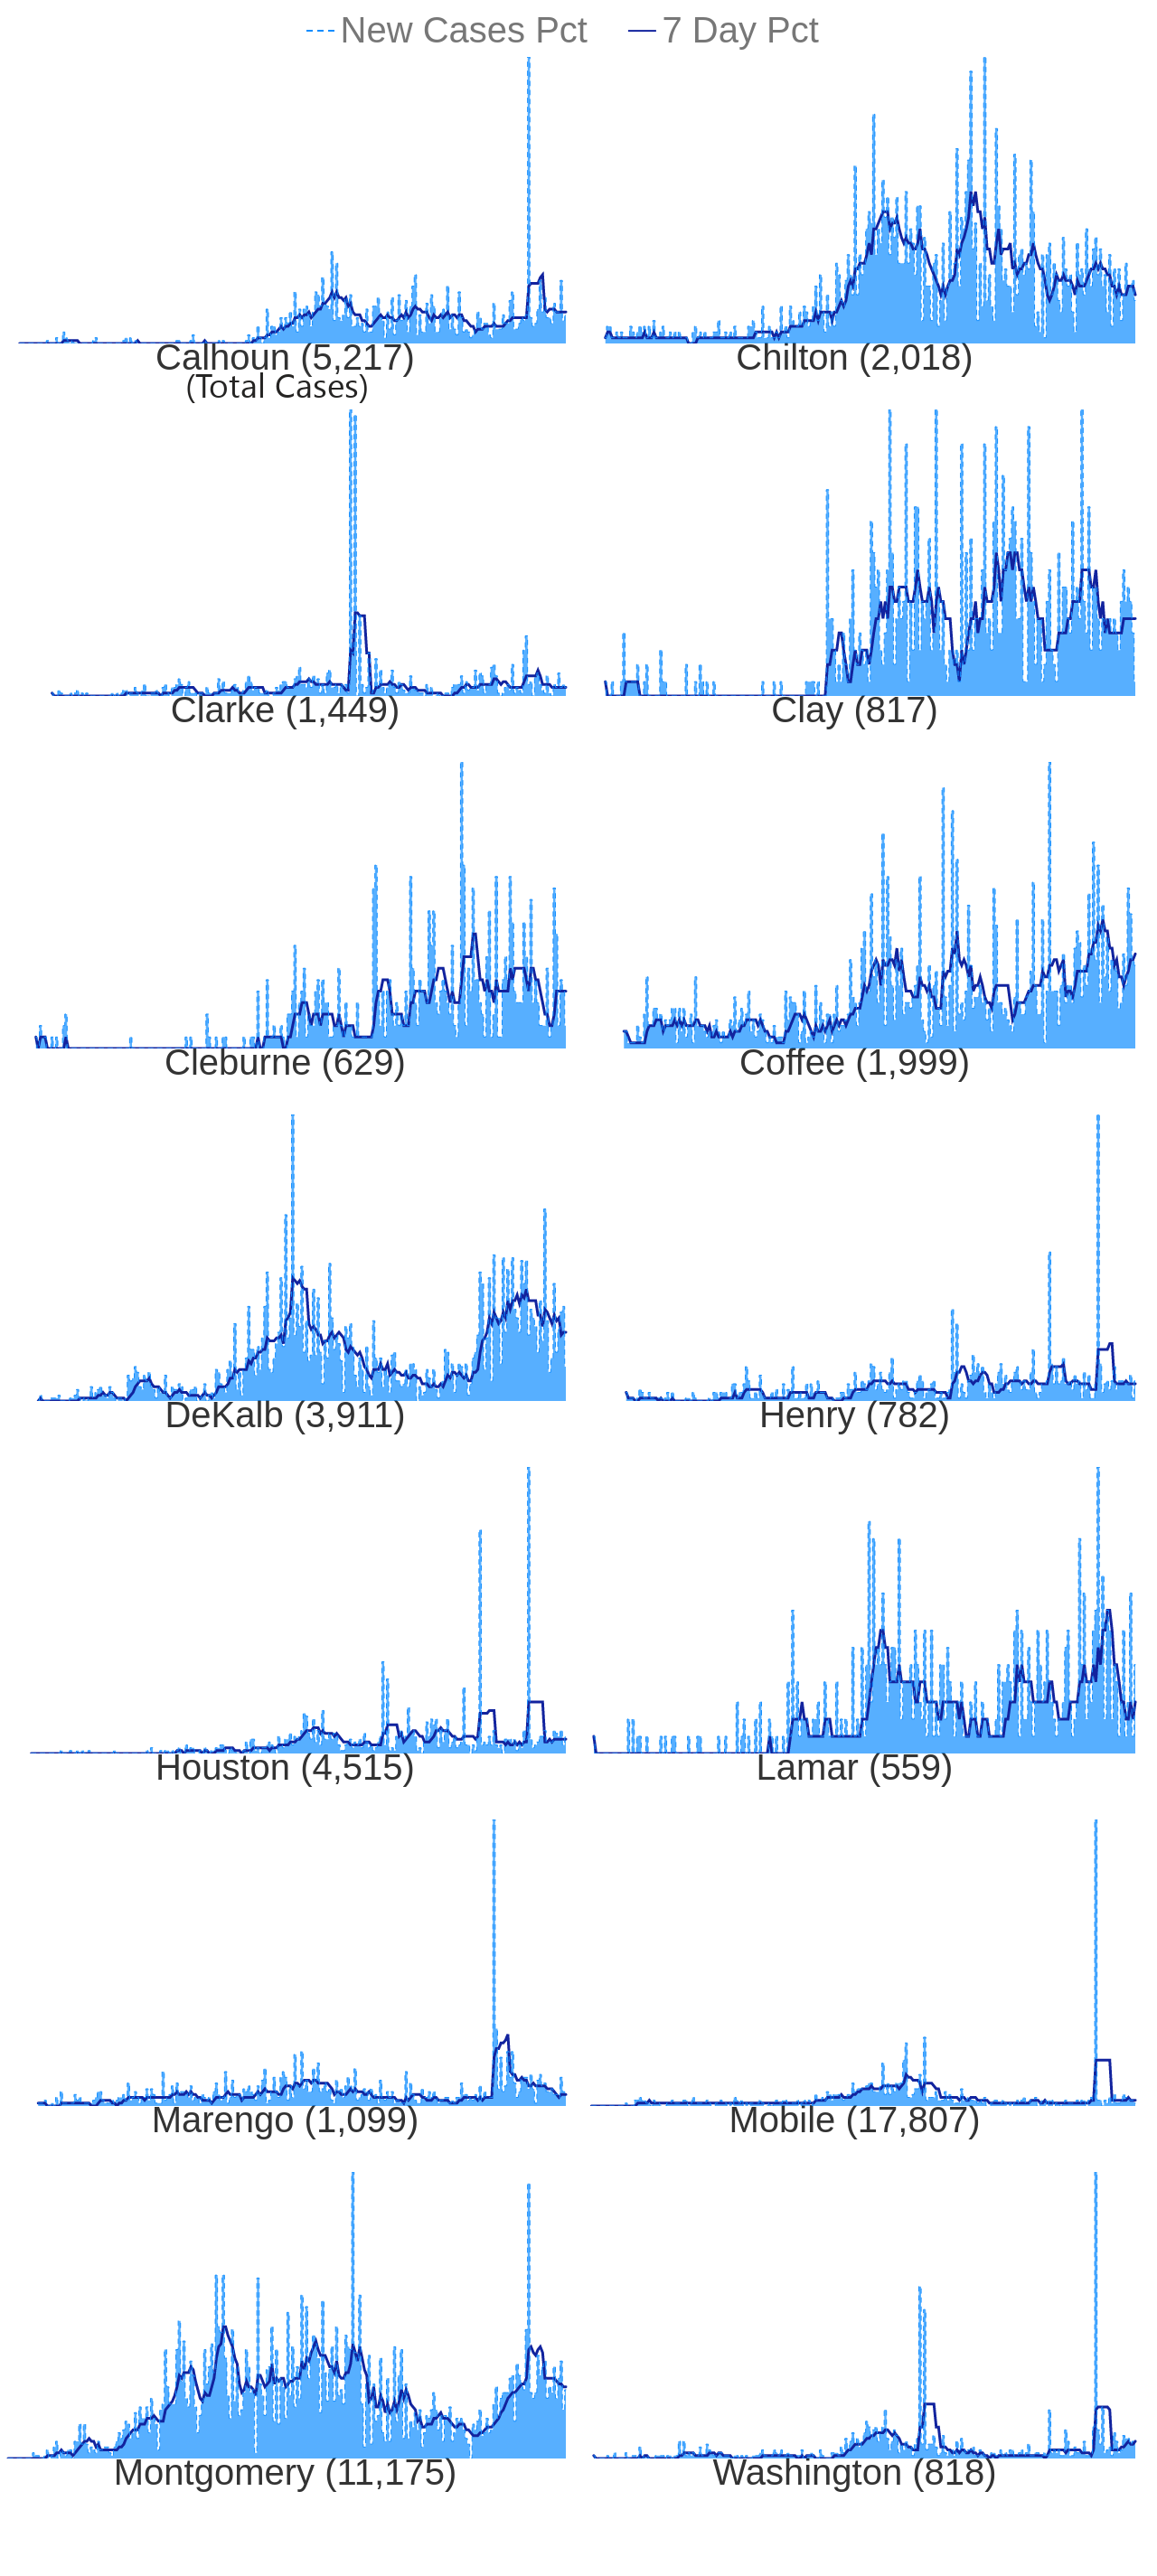 New Cases Pct 7 Day Pct
Calhoun (5,217) Chilton (2,018)
(Total Cases)
Clarke (1,449) Clay (817)
Cleburne (629) Coffee (1,999)
DeKalb (3,911) Henry (782)
Houston (4,515) Lamar (559)
Marengo (1,099) Mobile (17,807)
Montgomery (11,175) Washington (818)